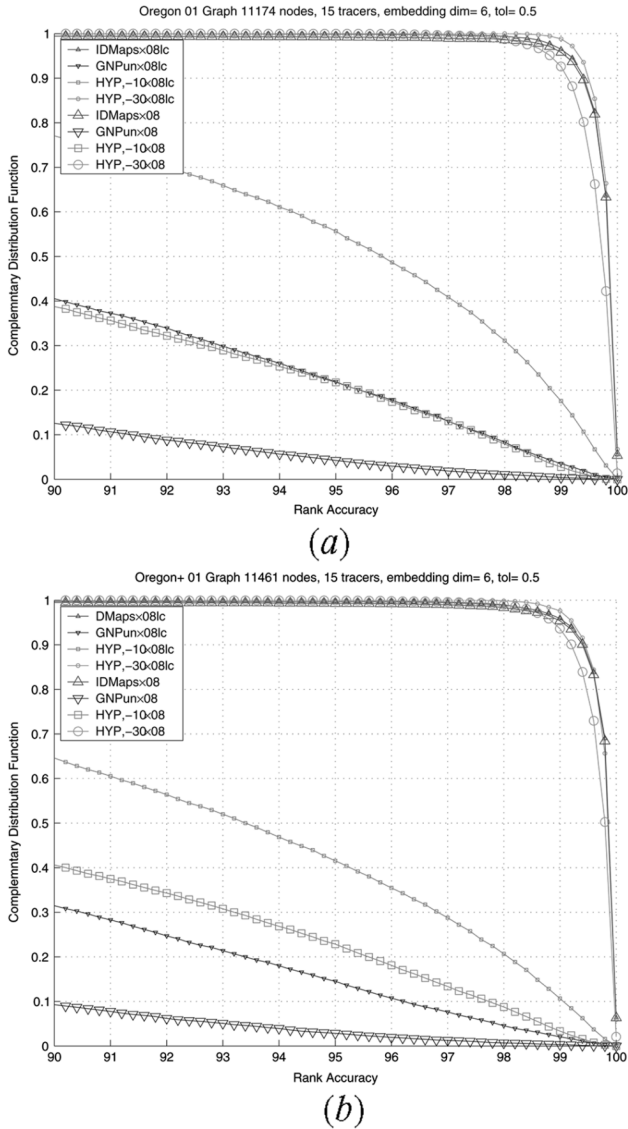 Oregon 01 Graph 11174 nodes, 15 tracers, embedding dim= 6, tol= 0.5
1
0.9
0.8
0.7
0.6
0.5
0.4
0.3
0.2
0.1
0
Complemntary Distribution Function
IDMaps×08lc
GNPun×08lc
HYP,−10×08lc
HYP,−30×08lc
IDMaps×08
GNPun×08
HYP,−10×08
HYP,−30×08
90 91 92 93 94 95 96 97 98 99 100
Rank Accuracy
(a)
Oregon+ 01 Graph 11461 nodes, 15 tracers, embedding dim= 6, tol= 0.5
1
0.9
0.8
0.7
0.6
0.5
0.4
0.3
0.2
0.1
0
Complemntary Distribution Function
DMaps×08lc
GNPun×08lc
HYP,−10×08lc
HYP,−30×08lc
IDMaps×08
GNPun×08
HYP,−10×08
HYP,−30×08
90 91 92 93 94 95 96 97 98 99 100
Rank Accuracy
(b)